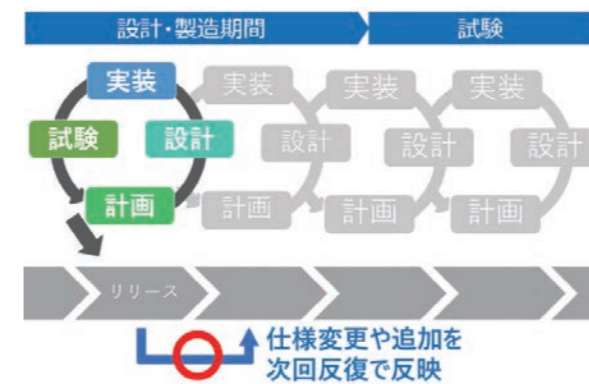 設計・製造期間
試験
実装
実装
実装
実装
試験
設計
設計
設計
設計
計画
計画
計画
計画
リリース
仕様変更や追加を
次回反復で反映